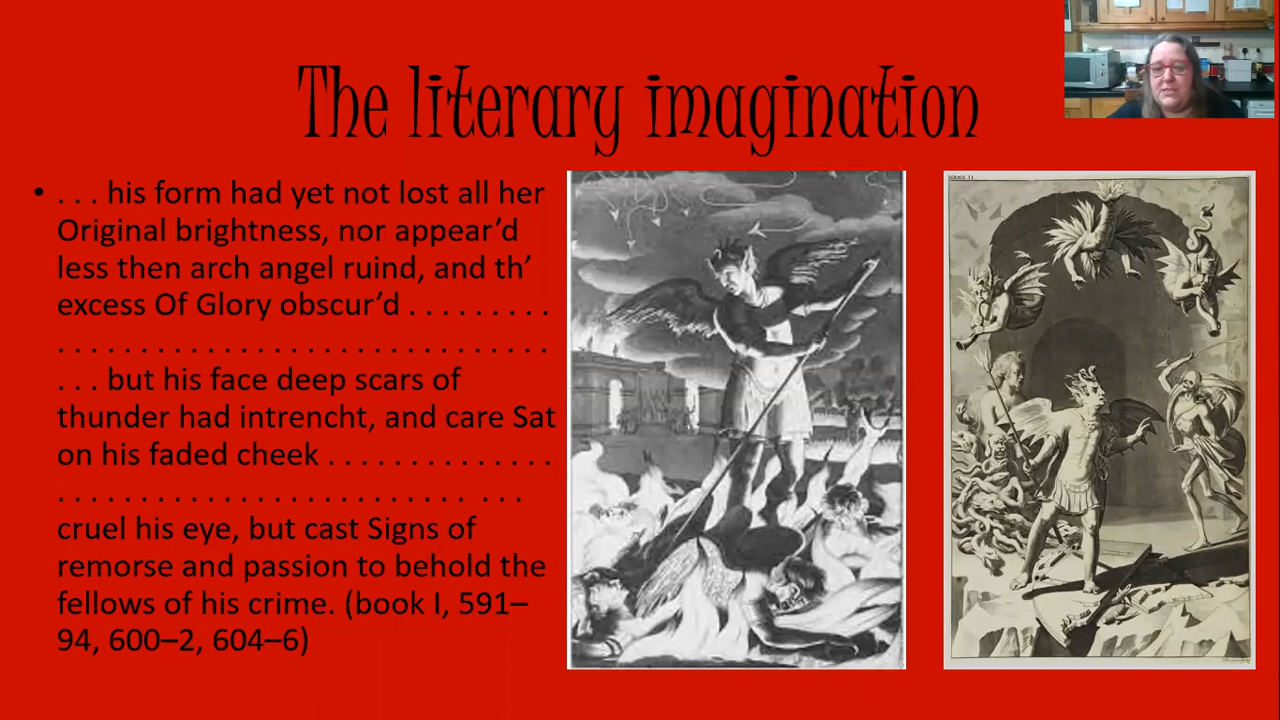 The literary imagination
• . . . his form had yet not lost all her
Original brightness, nor appear’d
less then arch angel ruind, and th’
excess Of Glory obscur’d . . . . . . . . .
. . . . . . . . . . . . . . . . . . . . . . . . . . . . . . .
. . . but his face deep scars of
thunder had intrencht, and care Sat
on his faded cheek . . . . . . . . . . . . . .
. . . . . . . . . . . . . . . . . . . . . . . . . . . . .
cruel his eye, but cast Signs of
remorse and passion to behold the
fellows of his crime. (book I, 591–
94, 600–2, 604–6)